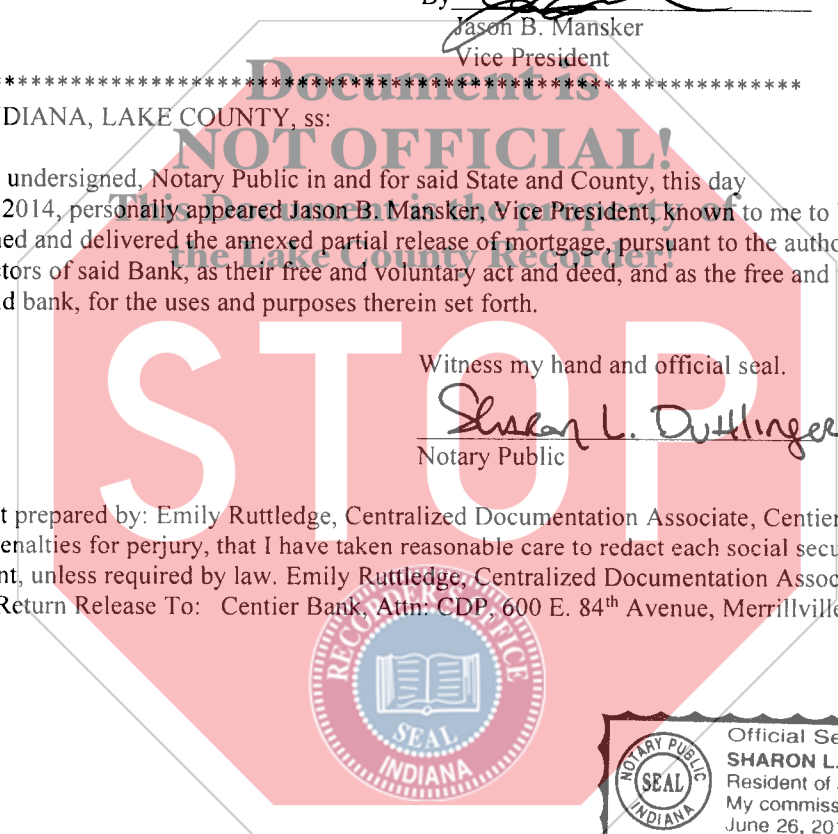 By
Jason B. Mansker
Vice President
************************************************************
Document is
DIANA, LAKE COUNTY, ss:
NOT OFFICIAL!
undersigned, Notary Public in and for said State and County, this day
This Document is the property of
2014, personally appeared Jason B. Mansker, Vice President, known to me to
ed and delivered the annexed partial release of mortgage, pursuant to the autho
the Lake County Recorder!
tors of said Bank, as their free and voluntary act and deed, and as the free and
d bank, for the uses and purposes therein set forth.
STOP
Witness my hand and official seal.
Sharon L. Duttlinger
Notary Public
t prepared by: Emily Ruttledge, Centralized Documentation Associate, Centier
enalties for perjury, that I have taken reasonable care to redact each social secu
nt, unless required by law. Emily Ruttledge, Centralized Documentation Assoc
Return Release To: Centier Bank, Attn: CDP, 600 E. 84th Avenue, Merrillville
RECORDER'S OFFICE
SEAL
INDIANA
NOTARY PUBLIC
SEAL
INDIANA
Official Se
SHARON L.
Resident of
My commiss
June 26, 201